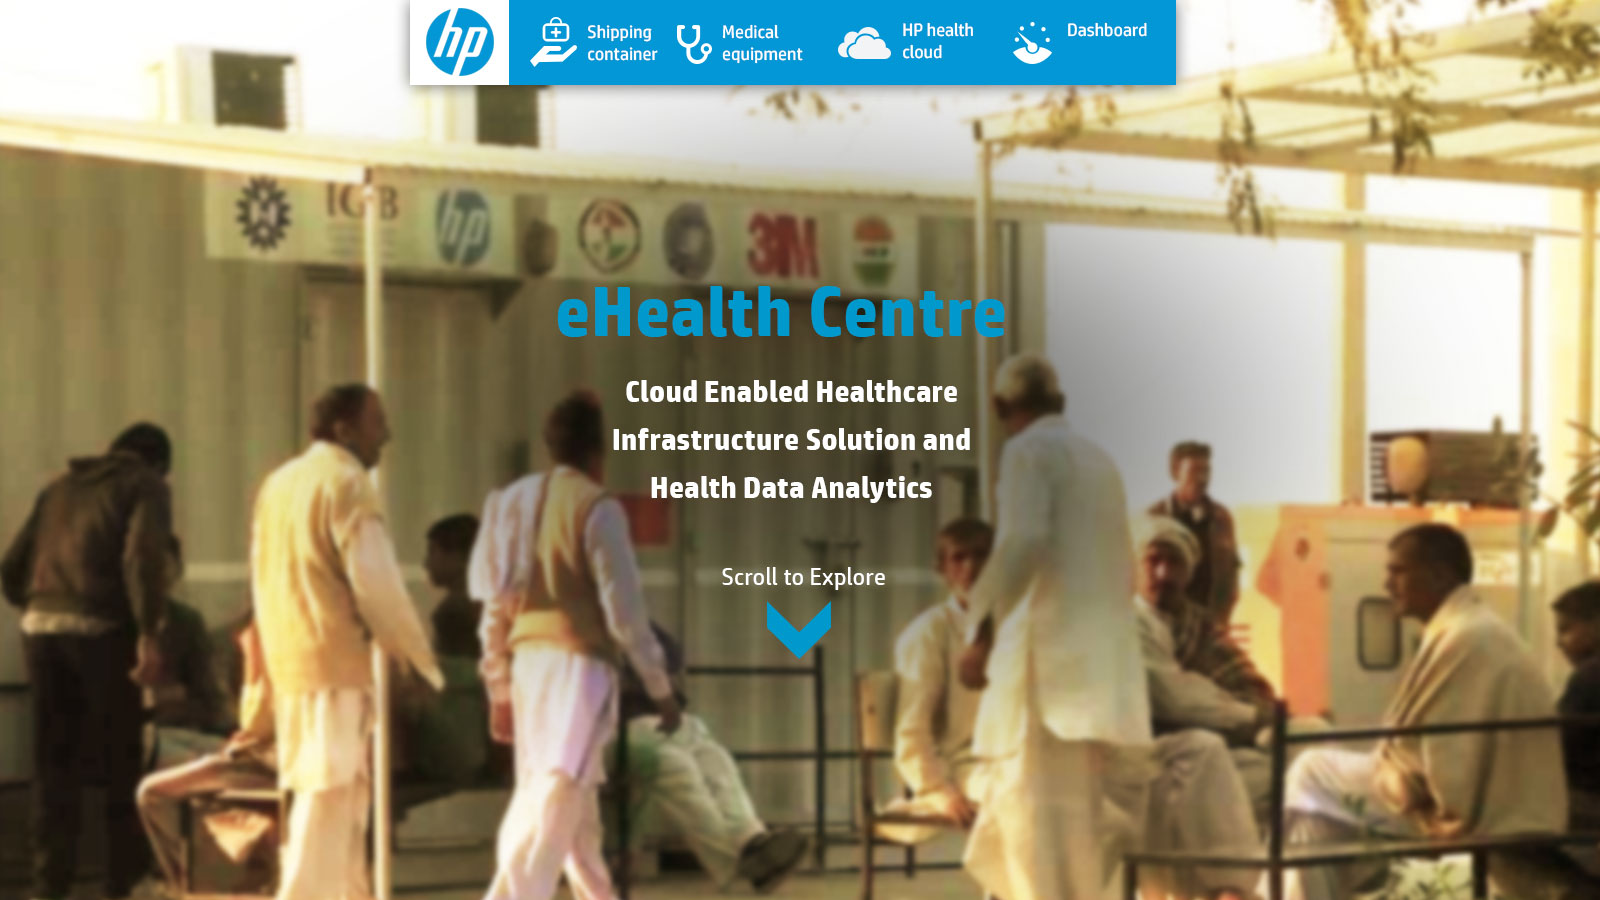 hp
Shipping
container
Medical
equipment
HP health
cloud
Dashboard
hp
3M
eHealth Centre
Cloud Enabled Healthcare
Infrastructure Solution and
Health Data Analytics
Scroll to Explore